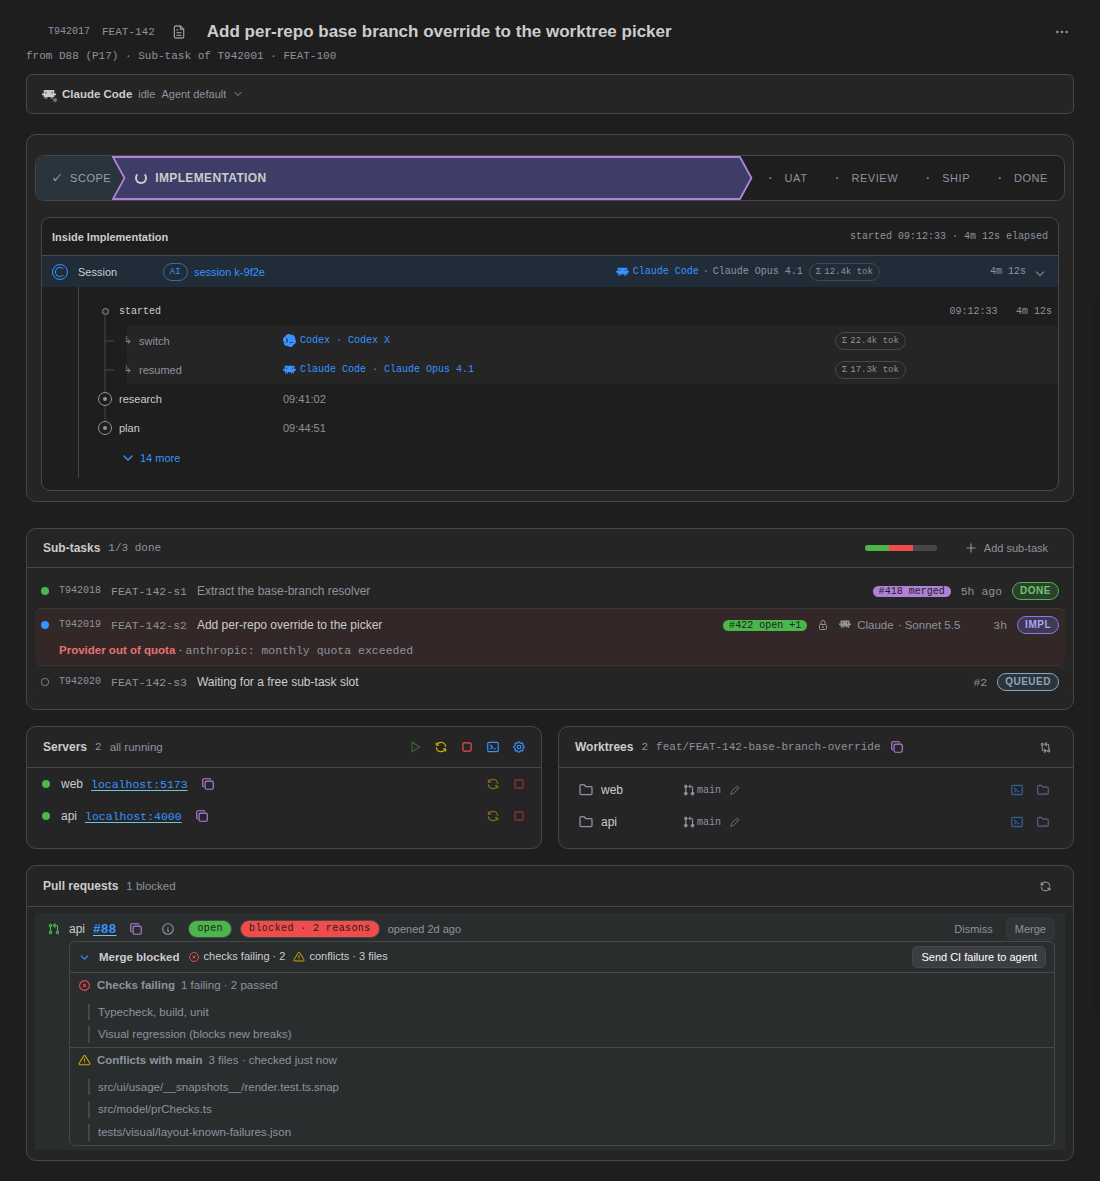 T942017 FEAT-142 Add per-repo base branch override to the worktree picker
from D88 (P17) · Sub-task of T942001 · FEAT-100
Claude Code idle Agent default
SCOPE IMPLEMENTATION · UAT · REVIEW · SHIP · DONE
Inside Implementation started 09:12:33 · 4m 12s elapsed
Session AI session k-9f2e Claude Code · Claude Opus 4.1 Σ 12.4k tok 4m 12s
started 09:12:33 4m 12s
↳ switch Codex · Codex X Σ 22.4k tok
↳ resumed Claude Code · Claude Opus 4.1 Σ 17.3k tok
research 09:41:02
plan 09:44:51
14 more
Sub-tasks 1/3 done Add sub-task
T942018 FEAT-142-s1 Extract the base-branch resolver #418 merged 5h ago DONE
T942019 FEAT-142-s2 Add per-repo override to the picker #422 open +1 Claude · Sonnet 5.5 3h IMPL
Provider out of quota · anthropic: monthly quota exceeded
T942020 FEAT-142-s3 Waiting for a free sub-task slot #2 QUEUED
Servers 2 all running
web localhost:5173
api localhost:4000
Worktrees 2 feat/FEAT-142-base-branch-override
web main
api main
Pull requests 1 blocked
api #88 open blocked · 2 reasons opened 2d ago Dismiss Merge
Merge blocked checks failing · 2 conflicts · 3 files Send CI failure to agent
Checks failing 1 failing · 2 passed
Typecheck, build, unit
Visual regression (blocks new breaks)
Conflicts with main 3 files · checked just now
src/ui/usage/__snapshots__/render.test.ts.snap
src/model/prChecks.ts
tests/visual/layout-known-failures.json